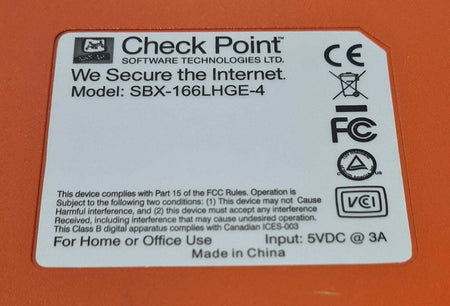 Check Point™
SOFTWARE TECHNOLOGIES LTD.
We Secure the Internet.
Model: SBX-166LHGE-4
CE
FC
This device complies with Part 15 of the FCC Rules. Operation is
Subject to the following two conditions: (1) This device may not Cause
Harmful interference, and (2) this device must accept any interference
Received, including interference that may cause undesired operation.
This Class B digital apparatus complies with Canadian ICES-003
VCI
For Home or Office Use
Input: 5VDC @ 3A
Made in China